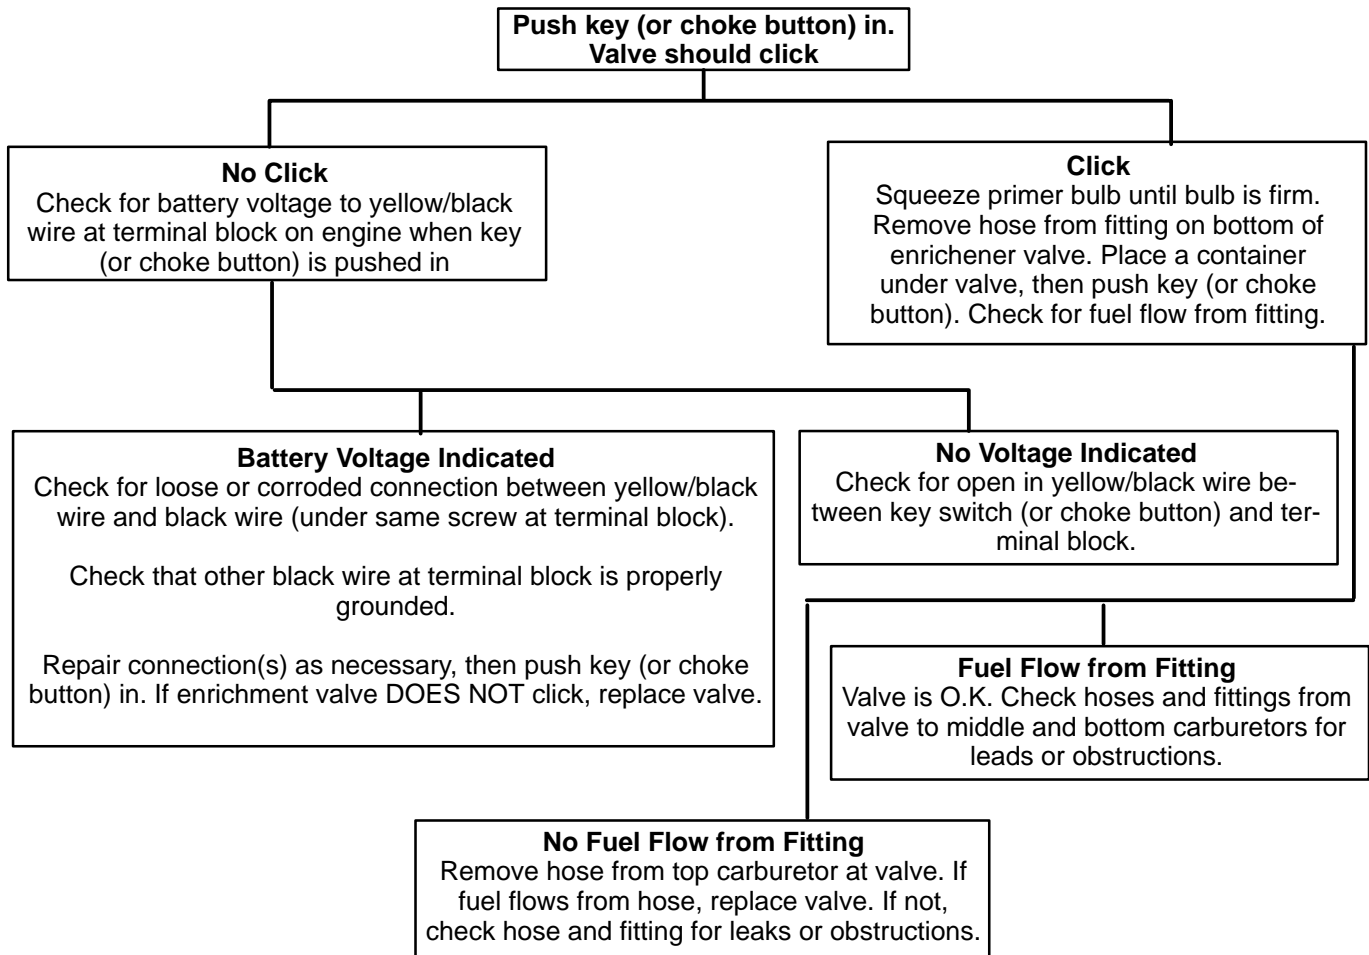 Push key (or choke button) in.
Valve should click
No Click
Check for battery voltage to yellow/black
wire at terminal block on engine when key
(or choke button) is pushed in
Click
Squeeze primer bulb until bulb is firm.
Remove hose from fitting on bottom of
enrichener valve. Place a container
under valve, then push key (or choke
button). Check for fuel flow from fitting.
Battery Voltage Indicated
Check for loose or corroded connection between yellow/black
wire and black wire (under same screw at terminal block).
Check that other black wire at terminal block is properly
grounded.
Repair connection(s) as necessary, then push key (or choke
button) in. If enrichment valve DOES NOT click, replace valve.
No Voltage Indicated
Check for open in yellow/black wire be-
tween key switch (or choke button) and ter-
minal block.
Fuel Flow from Fitting
Valve is O.K. Check hoses and fittings from
valve to middle and bottom carburetors for
leads or obstructions.
No Fuel Flow from Fitting
Remove hose from top carburetor at valve. If
fuel flows from hose, replace valve. If not,
check hose and fitting for leaks or obstructions.